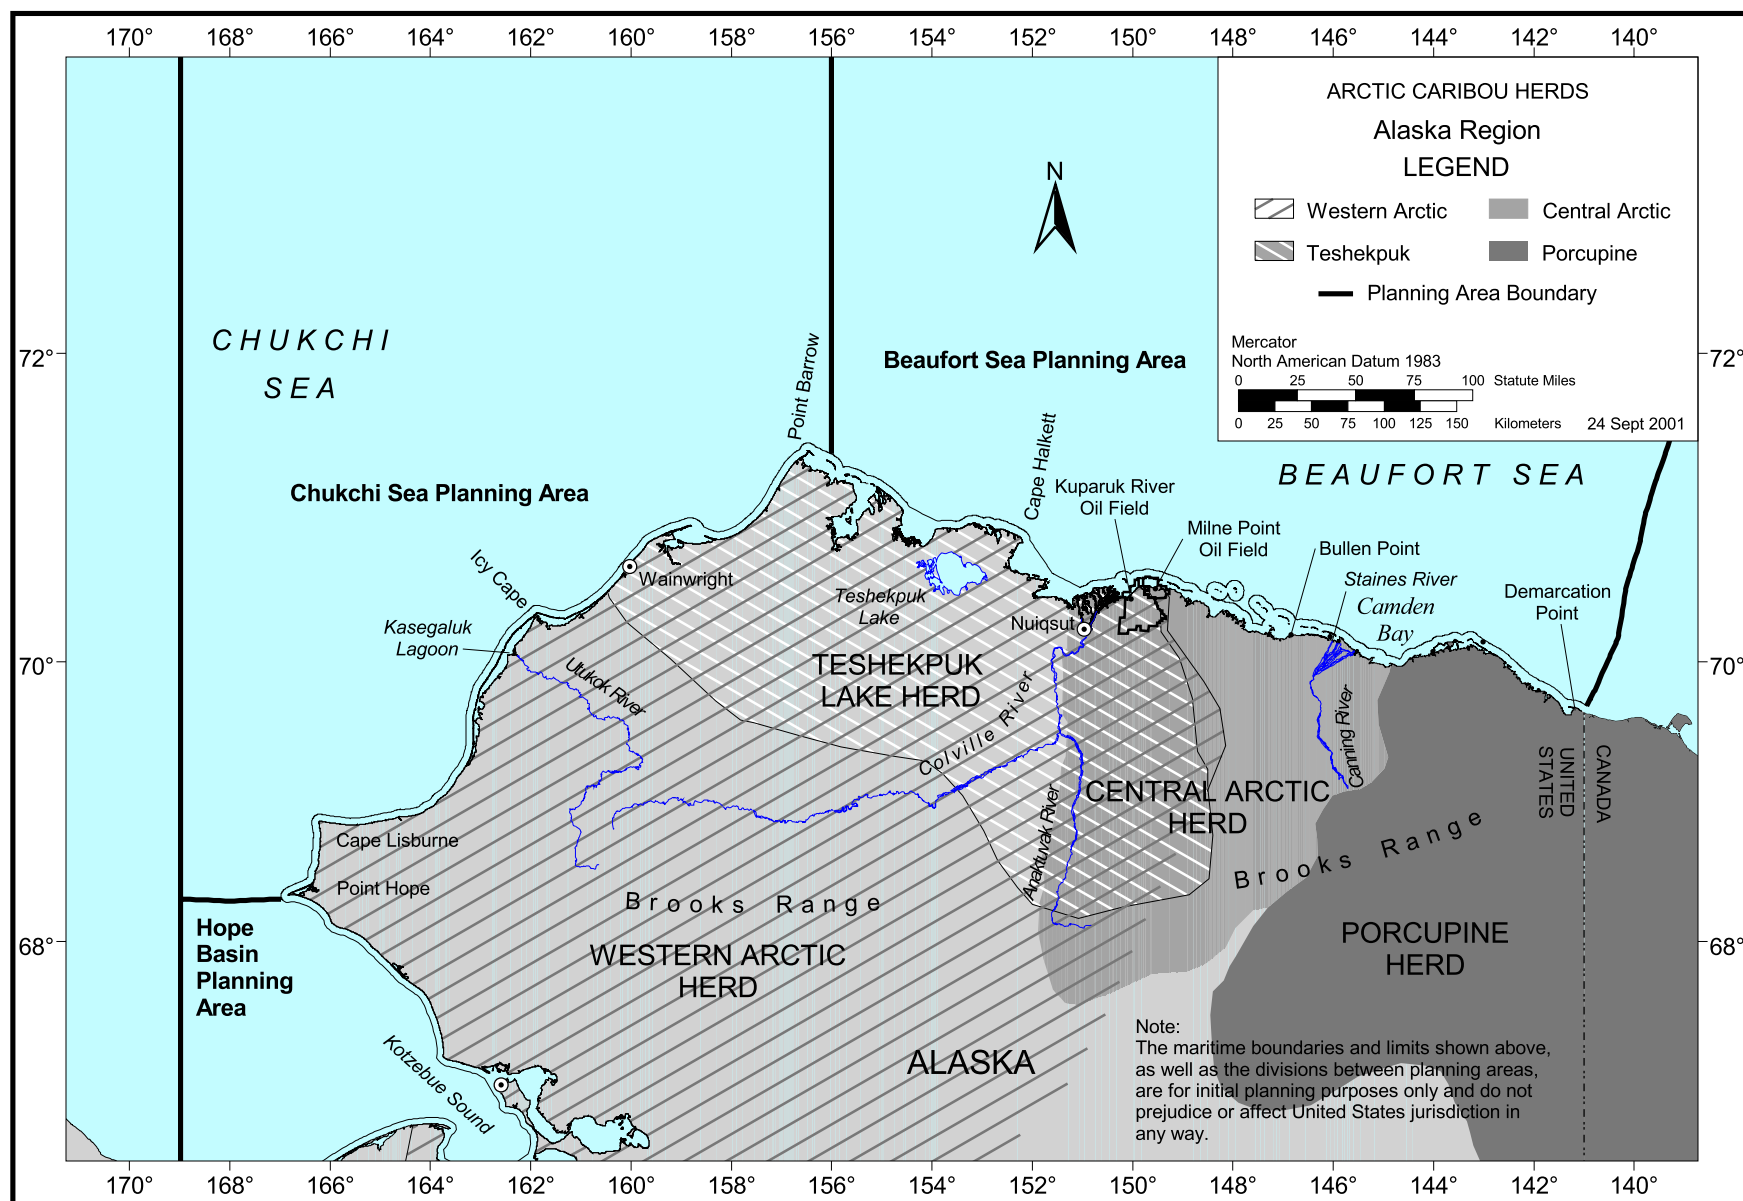 170° 168° 166° 164° 162° 160° 158° 156° 154° 152° 150° 148° 146° 144° 142° 140°
ARCTIC CARIBOU HERDS
Alaska Region
LEGEND
Western Arctic
Central Arctic
Teshekpuk
Porcupine
Planning Area Boundary
Mercator
North American Datum 1983
0 25 50 75 100 Statute Miles
0 25 50 75 100 125 150 Kilometers
24 Sept 2001
N
CHUKCHI
SEA
72°
72°
Point Barrow
Beaufort Sea Planning Area
Chukchi Sea Planning Area
Cape Halkett
BEAUFORT SEA
Kuparuk River
Oil Field
Milne Point
Oil Field
Bullen Point
Staines River
Camden
Bay
Demarcation
Point
Icy Cape
Wainwright
Teshekpuk
Lake
Nuiqsut
Kasegaluk
Lagoon
70°
70°
Utukok River
TESHEKPUK
LAKE HERD
Colville River
Canning River
UNITED
STATES
CANADA
CENTRAL ARCTIC
HERD
Anaktuvak River
Cape Lisburne
Point Hope
Brooks Range
Brooks Range
Hope
Basin
Planning
Area
68°
68°
WESTERN ARCTIC
HERD
PORCUPINE
HERD
Kotzebue Sound
ALASKA
Note:
The maritime boundaries and limits shown above,
as well as the divisions between planning areas,
are for initial planning purposes only and do not
prejudice or affect United States jurisdiction in
any way.
170° 168° 166° 164° 162° 160° 158° 156° 154° 152° 150° 148° 146° 144° 142° 140°